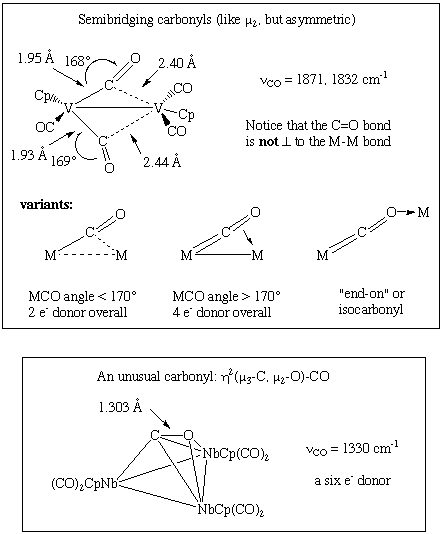 Semibridging carbonyls (like μ₂, but asymmetric)
1.95 Å 168° O 2.40 Å
C
Cp V V CO
OC Cp
CO
C
O
1.93 Å 169° 2.44 Å
νCO = 1871, 1832 cm⁻¹
Notice that the C=O bond
is not ⊥ to the M-M bond
variants:
O
C
M M
MCO angle < 170°
2 e⁻ donor overall
O
C
M M
MCO angle > 170°
4 e⁻ donor overall
O M
C
M
"end-on" or
isocarbonyl
An unusual carbonyl: η²(μ₃-C, μ₂-O)-CO
1.303 Å
C O
NbCp(CO)₂
(CO)₂CpNb
NbCp(CO)₂
νCO = 1330 cm⁻¹
a six e⁻ donor